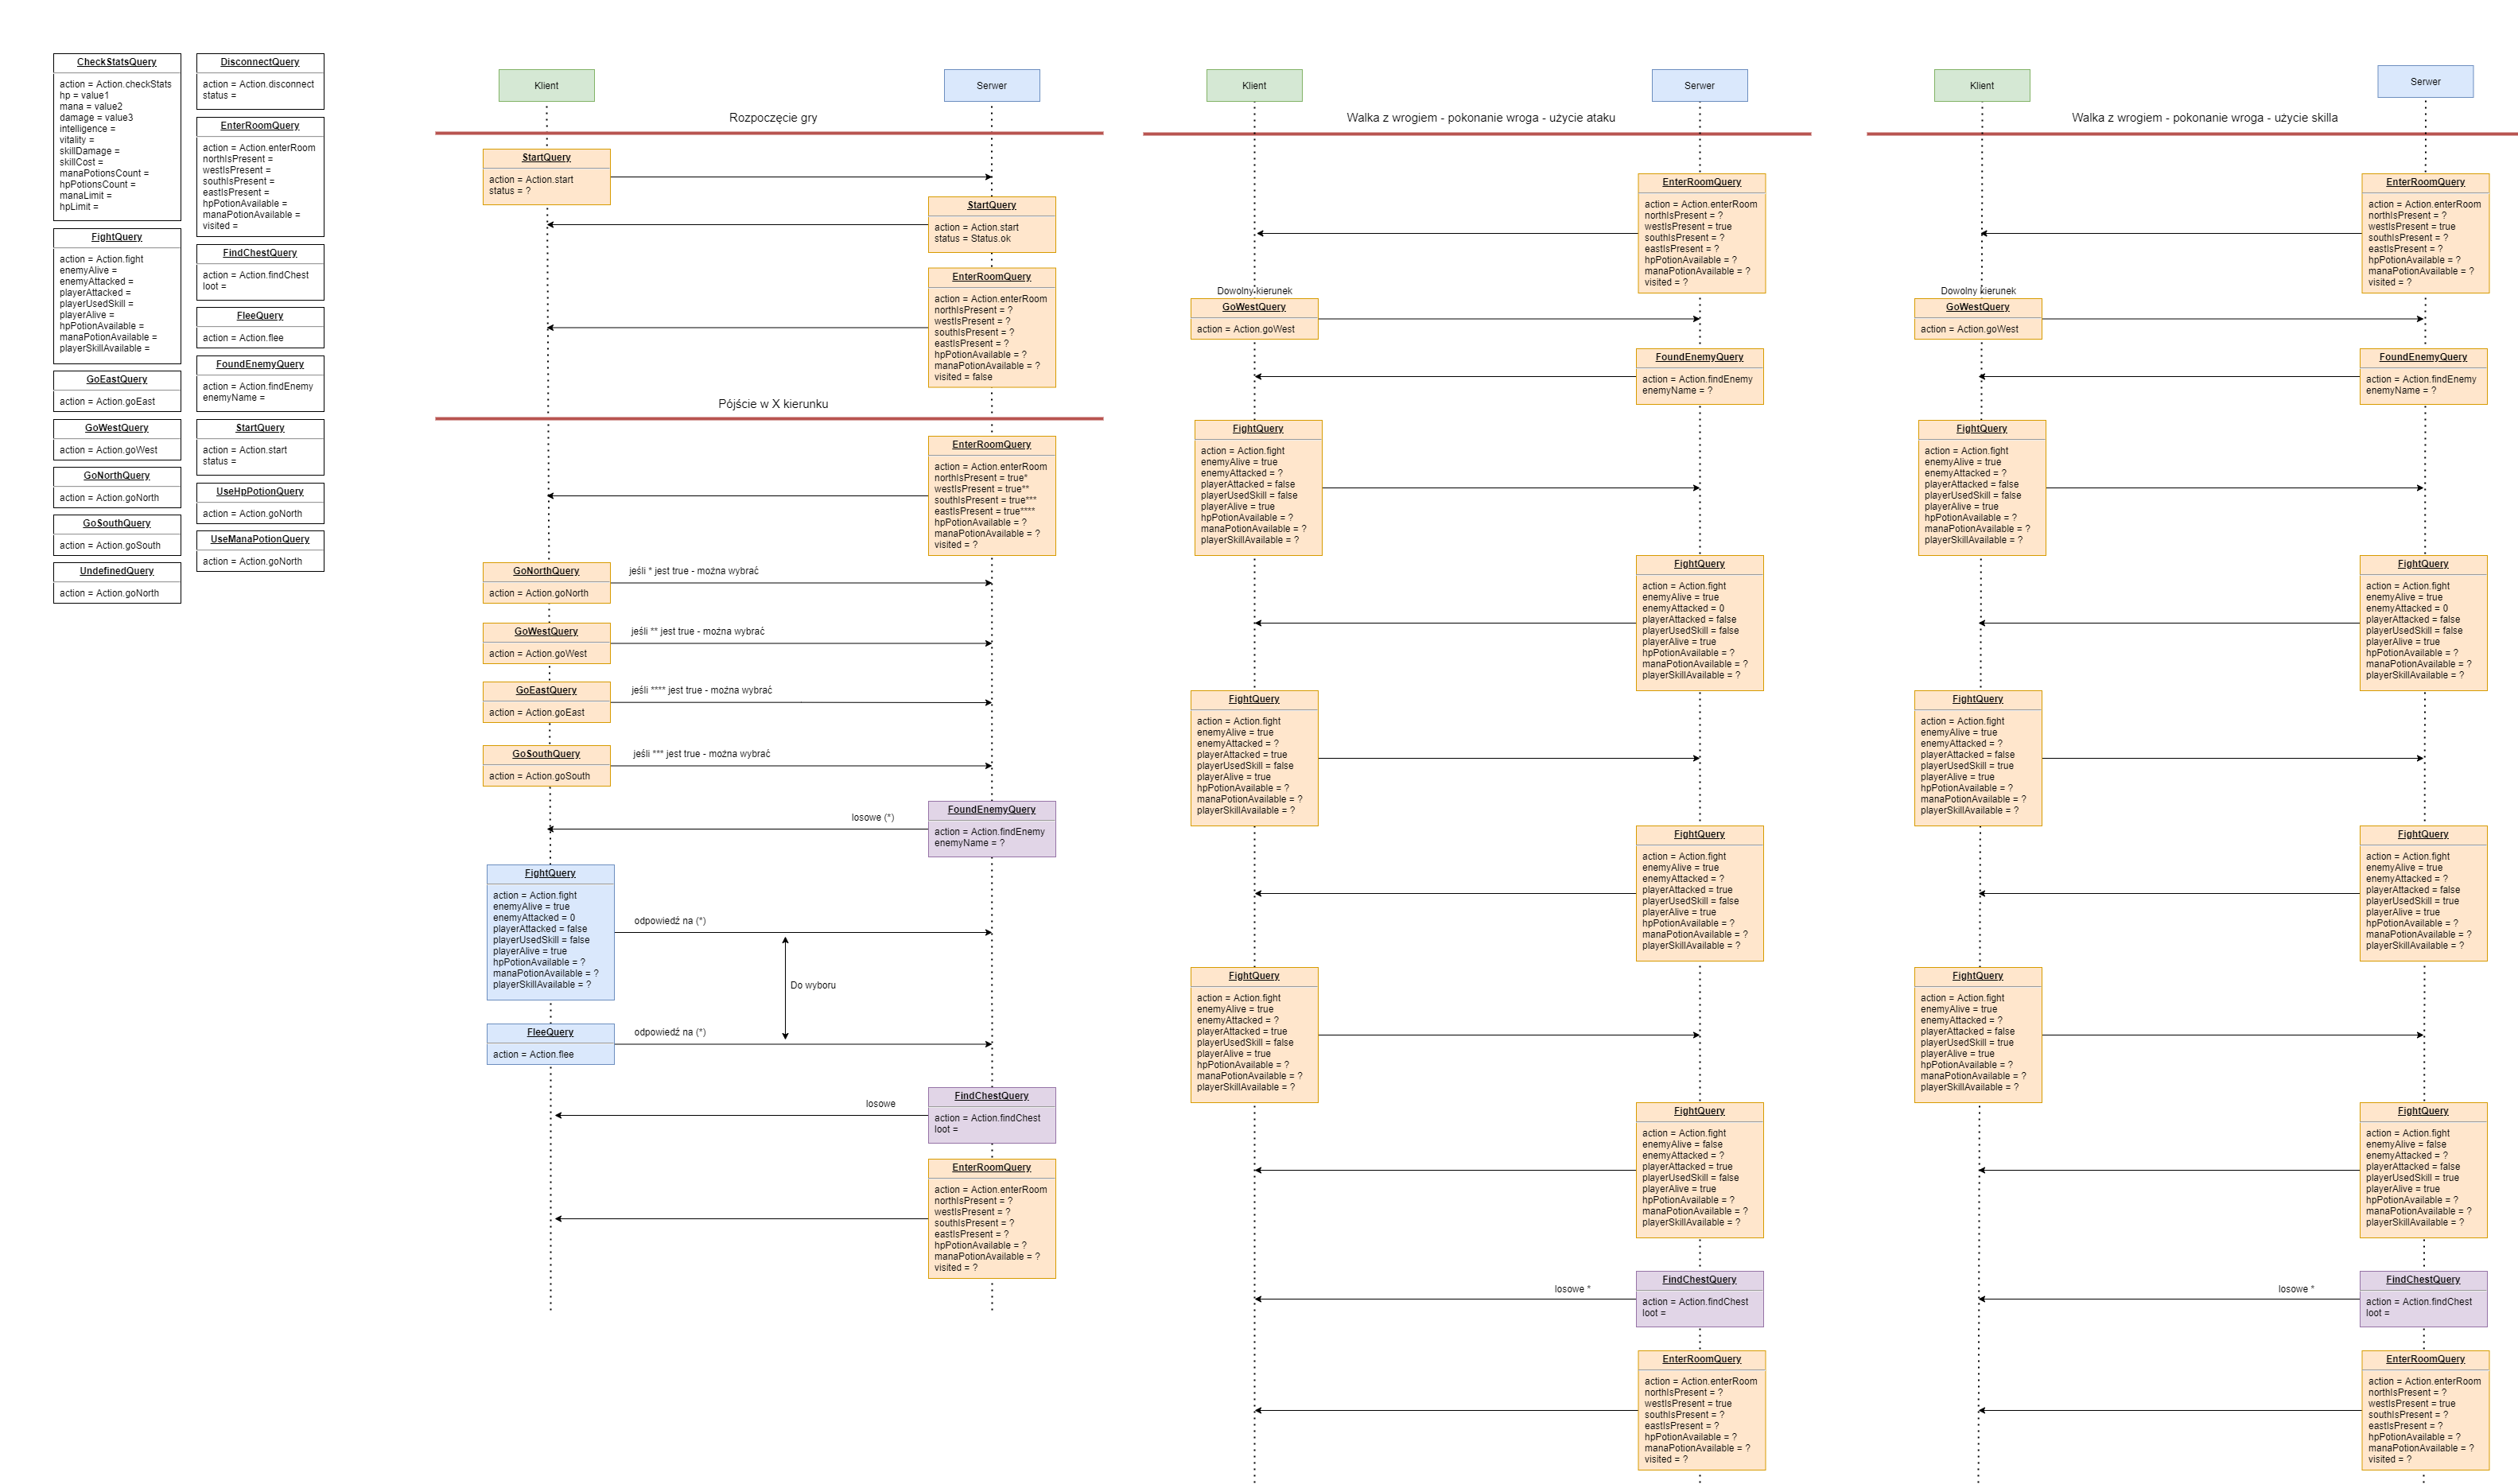 CheckStatsQuery
action = Action.checkStats
hp = value1
mana = value2
damage = value3
intelligence =
vitality =
skillDamage =
skillCost =
manaPotionsCount =
hpPotionsCount =
manaLimit =
hpLimit =
FightQuery
action = Action.fight
enemyAlive =
enemyAttacked =
playerAttacked =
playerUsedSkill =
playerAlive =
hpPotionAvailable =
manaPotionAvailable =
playerSkillAvailable =
GoEastQuery
action = Action.goEast
GoWestQuery
action = Action.goWest
GoNorthQuery
action = Action.goNorth
GoSouthQuery
action = Action.goSouth
UndefinedQuery
action = Action.goNorth
DisconnectQuery
action = Action.disconnect
status =
EnterRoomQuery
action = Action.enterRoom
northIsPresent =
westIsPresent =
southIsPresent =
eastIsPresent =
hpPotionAvailable =
manaPotionAvailable =
visited =
FindChestQuery
action = Action.findChest
loot =
FleeQuery
action = Action.flee
FoundEnemyQuery
action = Action.findEnemy
enemyName =
StartQuery
action = Action.start
status =
UseHpPotionQuery
action = Action.goNorth
UseManaPotionQuery
action = Action.goNorth
Klient
Serwer
Rozpoczęcie gry
StartQuery
action = Action.start
status = ?
StartQuery
action = Action.start
status = Status.ok
EnterRoomQuery
action = Action.enterRoom
northIsPresent = ?
westIsPresent = ?
southIsPresent = ?
eastIsPresent = ?
hpPotionAvailable = ?
manaPotionAvailable = ?
visited = false
Pójście w X kierunku
EnterRoomQuery
action = Action.enterRoom
northIsPresent = true*
westIsPresent = true**
southIsPresent = true***
eastIsPresent = true****
hpPotionAvailable = ?
manaPotionAvailable = ?
visited = ?
GoNorthQuery
action = Action.goNorth
jeśli * jest true - można wybrać
GoWestQuery
action = Action.goWest
jeśli ** jest true - można wybrać
GoEastQuery
action = Action.goEast
jeśli **** jest true - można wybrać
GoSouthQuery
action = Action.goSouth
jeśli *** jest true - można wybrać
losowe (*)
FoundEnemyQuery
action = Action.findEnemy
enemyName = ?
FightQuery
action = Action.fight
enemyAlive = true
enemyAttacked = 0
playerAttacked = false
playerUsedSkill = false
playerAlive = true
hpPotionAvailable = ?
manaPotionAvailable = ?
playerSkillAvailable = ?
odpowiedź na (*)
Do wyboru
FleeQuery
action = Action.flee
odpowiedź na (*)
losowe
FindChestQuery
action = Action.findChest
loot =
EnterRoomQuery
action = Action.enterRoom
northIsPresent = ?
westIsPresent = ?
southIsPresent = ?
eastIsPresent = ?
hpPotionAvailable = ?
manaPotionAvailable = ?
visited = ?
Klient
Serwer
Walka z wrogiem - pokonanie wroga - użycie ataku
EnterRoomQuery
action = Action.enterRoom
northIsPresent = ?
westIsPresent = true
southIsPresent = ?
eastIsPresent = ?
hpPotionAvailable = ?
manaPotionAvailable = ?
visited = ?
Dowolny kierunek
GoWestQuery
action = Action.goWest
FoundEnemyQuery
action = Action.findEnemy
enemyName = ?
FightQuery
action = Action.fight
enemyAlive = true
enemyAttacked = ?
playerAttacked = false
playerUsedSkill = false
playerAlive = true
hpPotionAvailable = ?
manaPotionAvailable = ?
playerSkillAvailable = ?
FightQuery
action = Action.fight
enemyAlive = true
enemyAttacked = 0
playerAttacked = false
playerUsedSkill = false
playerAlive = true
hpPotionAvailable = ?
manaPotionAvailable = ?
playerSkillAvailable = ?
FightQuery
action = Action.fight
enemyAlive = true
enemyAttacked = ?
playerAttacked = true
playerUsedSkill = false
playerAlive = true
hpPotionAvailable = ?
manaPotionAvailable = ?
playerSkillAvailable = ?
FightQuery
action = Action.fight
enemyAlive = true
enemyAttacked = ?
playerAttacked = true
playerUsedSkill = false
playerAlive = true
hpPotionAvailable = ?
manaPotionAvailable = ?
playerSkillAvailable = ?
FightQuery
action = Action.fight
enemyAlive = true
enemyAttacked = ?
playerAttacked = true
playerUsedSkill = false
playerAlive = true
hpPotionAvailable = ?
manaPotionAvailable = ?
playerSkillAvailable = ?
FightQuery
action = Action.fight
enemyAlive = false
enemyAttacked = ?
playerAttacked = true
playerUsedSkill = false
playerAlive = true
hpPotionAvailable = ?
manaPotionAvailable = ?
playerSkillAvailable = ?
losowe *
FindChestQuery
action = Action.findChest
loot =
EnterRoomQuery
action = Action.enterRoom
northIsPresent = ?
westIsPresent = true
southIsPresent = ?
eastIsPresent = ?
hpPotionAvailable = ?
manaPotionAvailable = ?
visited = ?
Klient
Serwer
Walka z wrogiem - pokonanie wroga - użycie skilla
EnterRoomQuery
action = Action.enterRoom
northIsPresent = ?
westIsPresent = true
southIsPresent = ?
eastIsPresent = ?
hpPotionAvailable = ?
manaPotionAvailable = ?
visited = ?
Dowolny kierunek
GoWestQuery
action = Action.goWest
FoundEnemyQuery
action = Action.findEnemy
enemyName = ?
FightQuery
action = Action.fight
enemyAlive = true
enemyAttacked = ?
playerAttacked = false
playerUsedSkill = false
playerAlive = true
hpPotionAvailable = ?
manaPotionAvailable = ?
playerSkillAvailable = ?
FightQuery
action = Action.fight
enemyAlive = true
enemyAttacked = 0
playerAttacked = false
playerUsedSkill = false
playerAlive = true
hpPotionAvailable = ?
manaPotionAvailable = ?
playerSkillAvailable = ?
FightQuery
action = Action.fight
enemyAlive = true
enemyAttacked = ?
playerAttacked = false
playerUsedSkill = true
playerAlive = true
hpPotionAvailable = ?
manaPotionAvailable = ?
playerSkillAvailable = ?
FightQuery
action = Action.fight
enemyAlive = true
enemyAttacked = ?
playerAttacked = false
playerUsedSkill = true
playerAlive = true
hpPotionAvailable = ?
manaPotionAvailable = ?
playerSkillAvailable = ?
FightQuery
action = Action.fight
enemyAlive = true
enemyAttacked = ?
playerAttacked = false
playerUsedSkill = true
playerAlive = true
hpPotionAvailable = ?
manaPotionAvailable = ?
playerSkillAvailable = ?
FightQuery
action = Action.fight
enemyAlive = false
enemyAttacked = ?
playerAttacked = false
playerUsedSkill = true
playerAlive = true
hpPotionAvailable = ?
manaPotionAvailable = ?
playerSkillAvailable = ?
losowe *
FindChestQuery
action = Action.findChest
loot =
EnterRoomQuery
action = Action.enterRoom
northIsPresent = ?
westIsPresent = true
southIsPresent = ?
eastIsPresent = ?
hpPotionAvailable = ?
manaPotionAvailable = ?
visited = ?